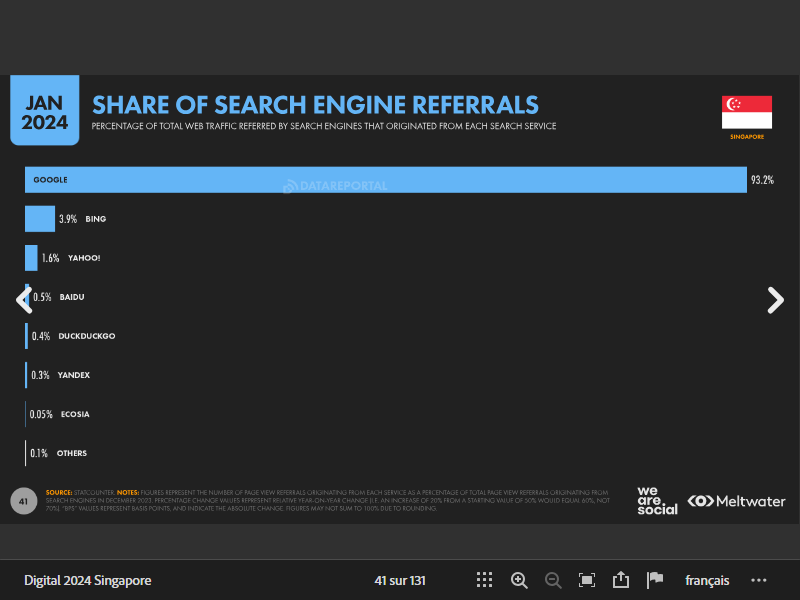 JAN
2024
SHARE OF SEARCH ENGINE REFERRALS
PERCENTAGE OF TOTAL WEB TRAFFIC REFERRED BY SEARCH ENGINES THAT ORIGINATED FROM EACH SEARCH SERVICE
SINGAPORE
GOOGLE
DATAREPORTAL
93.2%
3.9% BING
1.6% YAHOO!
0.5% BAIDU
0.4% DUCKDUCKGO
0.3% YANDEX
0.05% ECOSIA
0.1% OTHERS
41
SOURCE: STATCOUNTER. NOTES: FIGURES REPRESENT THE NUMBER OF PAGE VIEW REFERRALS ORIGINATING FROM EACH SERVICE AS A PERCENTAGE OF TOTAL PAGE VIEW REFERRALS ORIGINATING FROM
SEARCH ENGINES IN DECEMBER 2023. PERCENTAGE CHANGE VALUES REPRESENT RELATIVE YEAR-ON-YEAR CHANGE (I.E. AN INCREASE OF 20% FROM A STARTING VALUE OF 50% WOULD EQUAL 60%, NOT
70%). "BPS" VALUES REPRESENT BASIS POINTS, AND INDICATE THE ABSOLUTE CHANGE. FIGURES MAY NOT SUM TO 100% DUE TO ROUNDING.
we
are.
social
Meltwater
Digital 2024 Singapore
41 sur 131
français